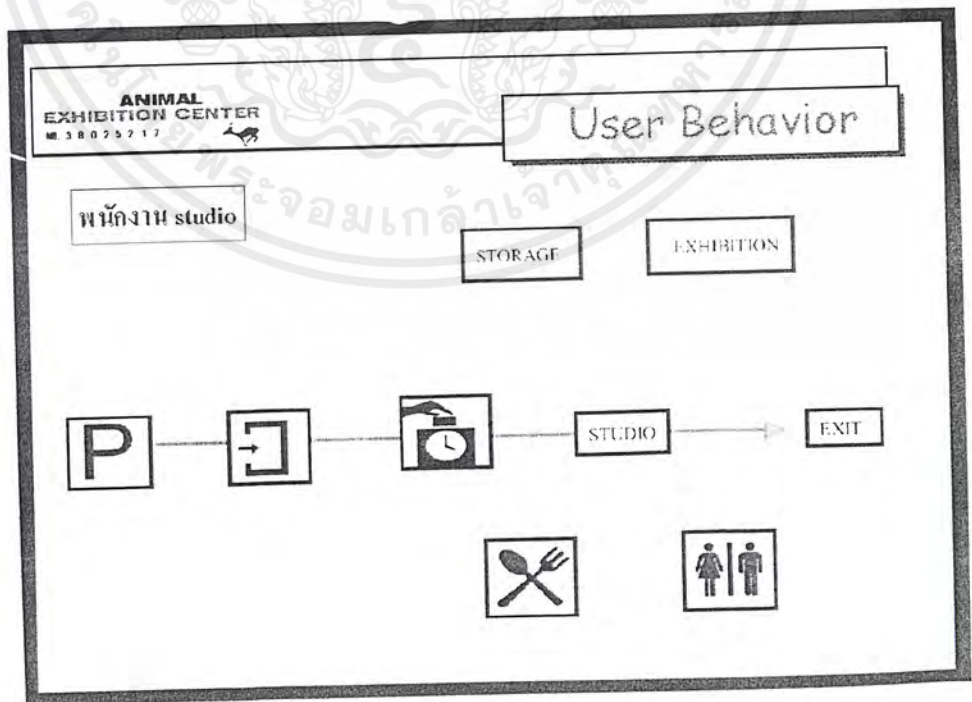 ANIMAL
EXHIBITION CENTER
User Behavior
พนักงาน studio
STORAGE
EXHIBITION
P
STUDIO
EXIT